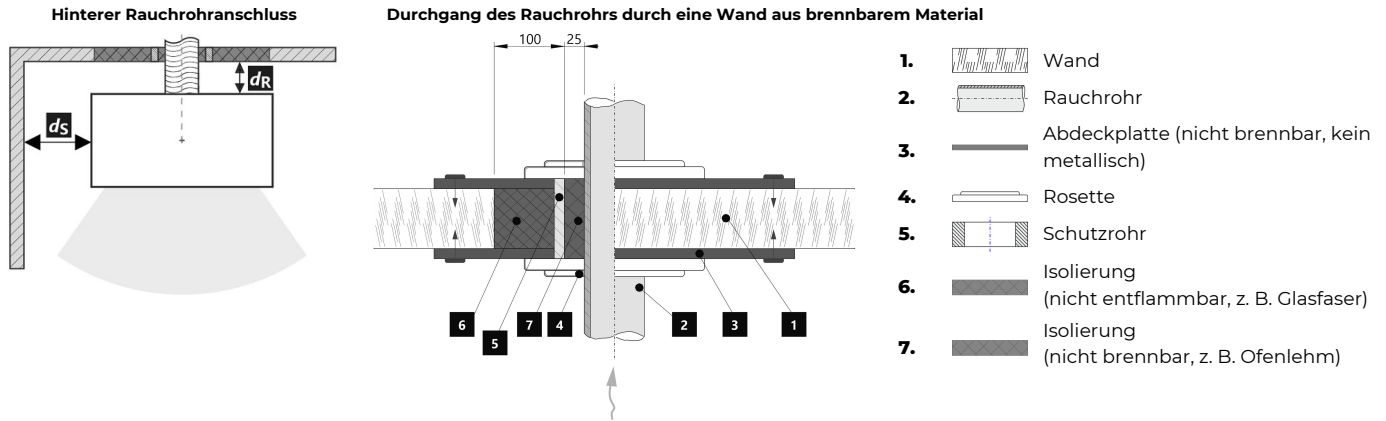 Hinterer Rauchrohranschluss
Durchgang des Rauchrohrs durch eine Wand aus brennbarem Material
dR
dS
100
25
6
5
7
4
2
3
1
1.
Wand
2.
Rauchrohr
3.
Abdeckplatte (nicht brennbar, kein
metallisch)
4.
Rosette
5.
Schutzrohr
6.
Isolierung
(nicht entflammbar, z. B. Glasfaser)
7.
Isolierung
(nicht brennbar, z. B. Ofenlehm)